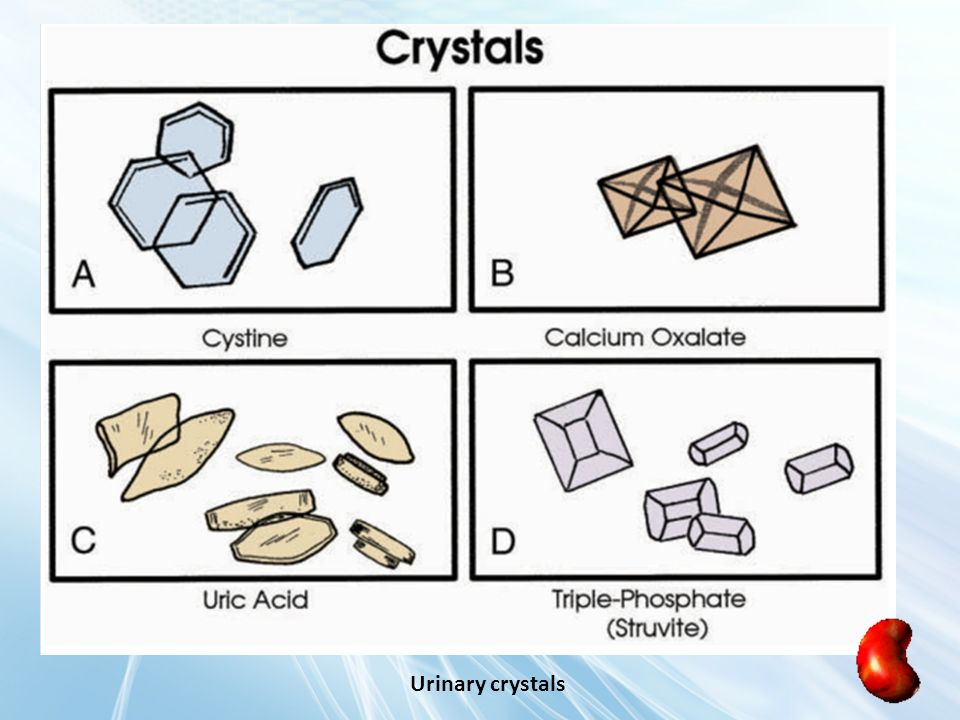 Crystals
A
B
Cystine
Calcium Oxalate
C
D
Uric Acid
Triple-Phosphate
(Struvite)
Urinary crystals